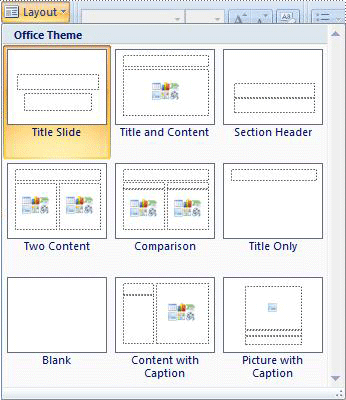 Layout
Office Theme
Title Slide
Title and Content
Section Header
Two Content
Comparison
Title Only
Blank
Content with
Caption
Picture with
Caption